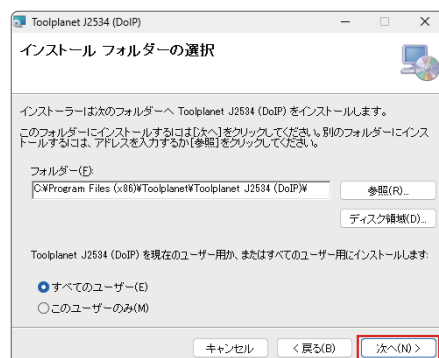 Toolplanet J2534 (DoIP)
インストール フォルダーの選択
インストーラーは次のフォルダーへ Toolplanet J2534 (DoIP) をインストールします。
このフォルダーにインストールするには[次へ]をクリックしてください。別のフォルダーにインス
トールするには、アドレスを入力するか[参照]をクリックしてください。
フォルダー(F):
C:¥Program Files (x86)¥Toolplanet¥Toolplanet J2534 (DoIP)¥
参照(R)...
ディスク領域(D)...
Toolplanet J2534 (DoIP) を現在のユーザー用か、またはすべてのユーザー用にインストールします:
すべてのユーザー(E)
このユーザーのみ(M)
キャンセル
< 戻る(B)
次へ(N) >